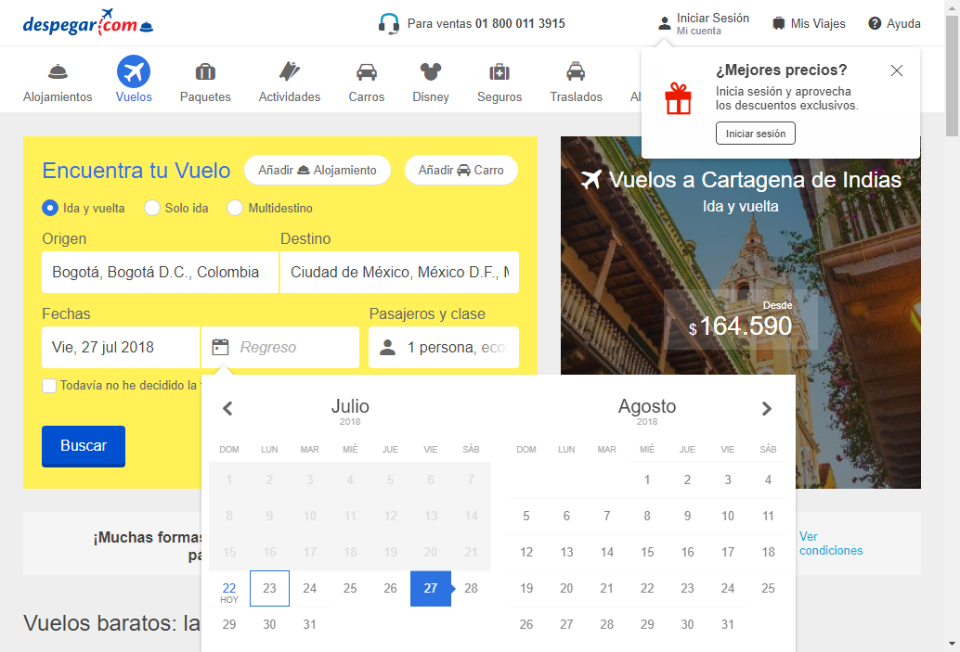 despegar.com
Para ventas 01 800 011 3915
Iniciar Sesión
Mi cuenta
Mis Viajes
Ayuda
Alojamientos
Vuelos
Paquetes
Actividades
Carros
Disney
Seguros
Traslados
¿Mejores precios?
Inicia sesión y aprovecha
los descuentos exclusivos.
Iniciar sesión
Encuentra tu Vuelo
Añadir Alojamiento
Añadir Carro
Ida y vuelta
Solo ida
Multidestino
Origen
Destino
Bogotá, Bogotá D.C., Colombia
Ciudad de México, México D.F., M
Fechas
Pasajeros y clase
Vie, 27 jul 2018
Regreso
1 persona, eco
Todavía no he decidido la
Buscar
Vuelos a Cartagena de Indias
Ida y vuelta
Desde
$164.590
Julio
2018
DOM LUN MAR MIÉ JUE VIE SÁB
1 2 3 4 5 6 7
8 9 10 11 12 13 14
15 16 17 18 19 20 21
22 23 24 25 26 27 28
HOY
29 30 31
Agosto
2018
DOM LUN MAR MIÉ JUE VIE SÁB
1 2 3 4
5 6 7 8 9 10 11
12 13 14 15 16 17 18
19 20 21 22 23 24 25
26 27 28 29 30 31
¡Muchas formas
pa
Ver
condiciones
Vuelos baratos: la